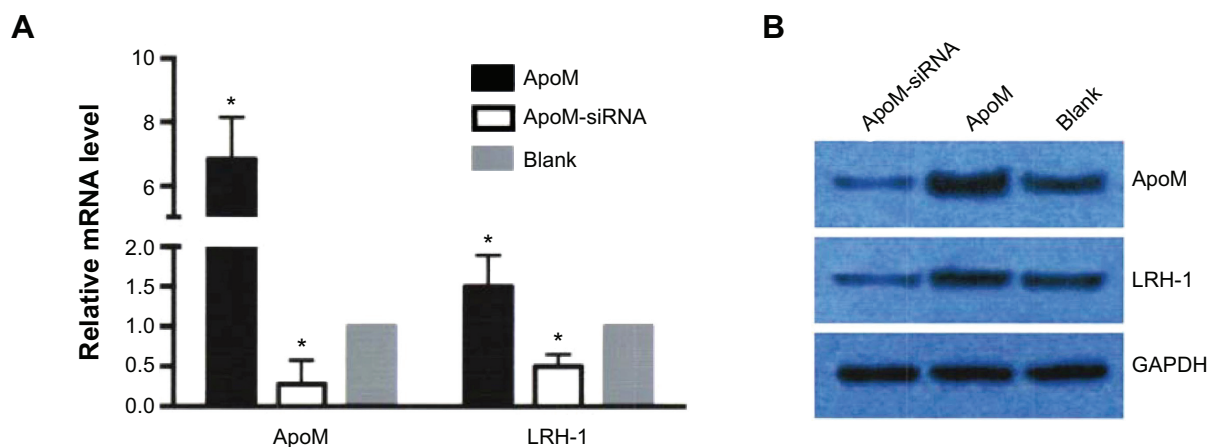 A
Relative mRNA level
10
8
6
2.0
1.5
1.0
0.5
0.0
*
*
*
*
ApoM
ApoM-siRNA
Blank
ApoM
LRH-1
B
ApoM-siRNA
ApoM
Blank
ApoM
LRH-1
GAPDH